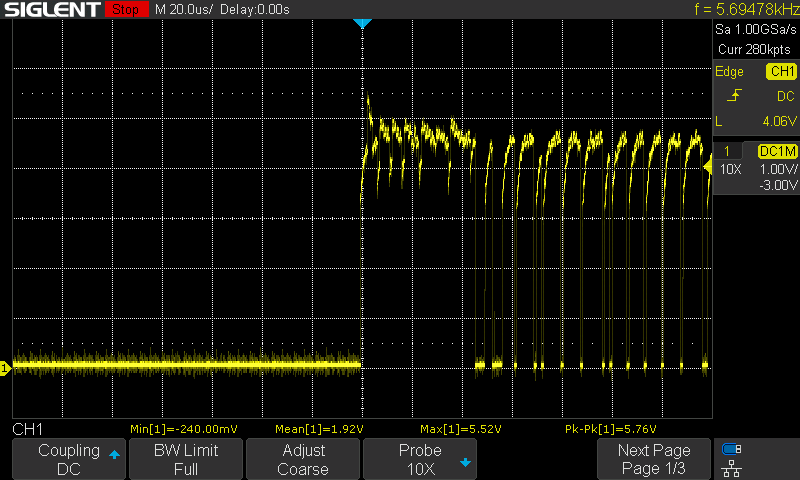 SIGLENT Stop M 20.0us/ Delay:0.00s f = 5.69478kHz
Sa 1.00GSa/s
Curr 280kpts
Edge CH1
DC
L 4.06V
1 DC1M
10X 1.00V/
-3.00V
1
CH1 Min[1]=-240.00mV Mean[1]=1.92V Max[1]=5.52V Pk-Pk[1]=5.76V
Coupling BW Limit Adjust Probe Next Page
DC Full Coarse 10X Page 1/3